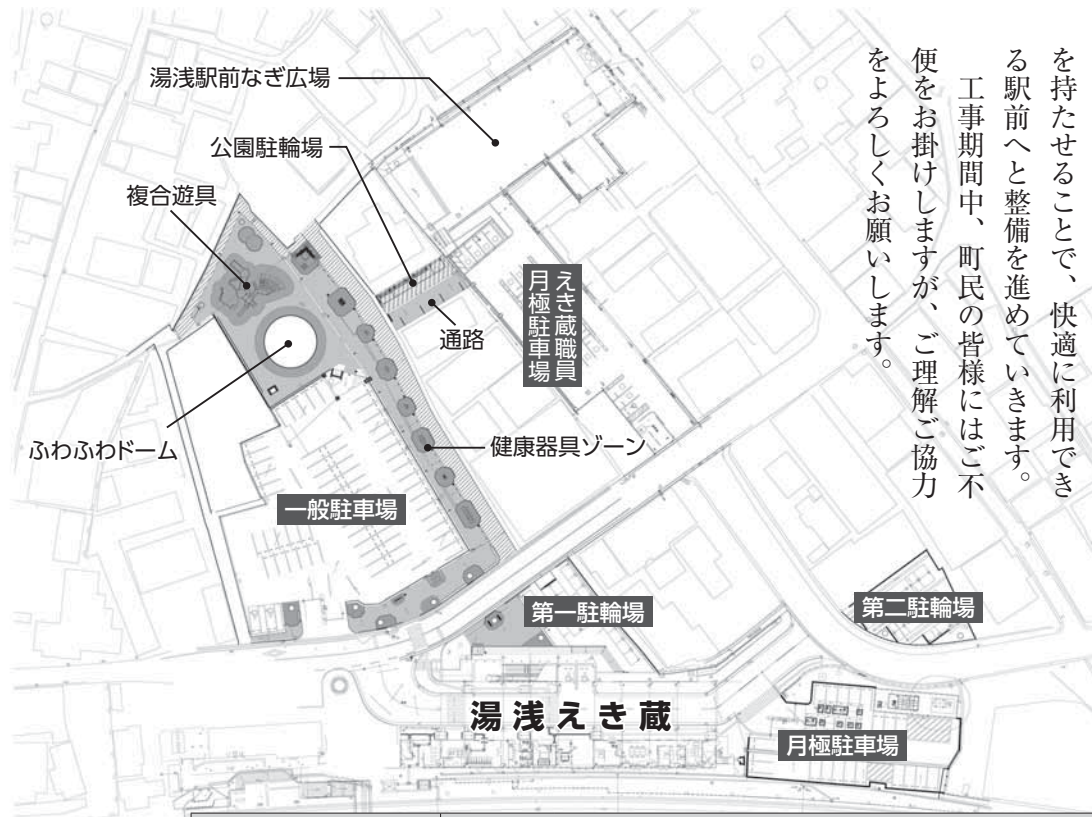 を持たせることで、快適に利用でき
る駅前へと整備を進めていきます。
　工事期間中、町民の皆様にはご不
便をお掛けしますが、ご理解ご協力
をよろしくお願いします。
湯浅駅前なぎ広場
公園駐輪場
複合遊具
えき蔵職員
月極駐車場
通路
ふわふわドーム
健康器具ゾーン
一般駐車場
第一駐輪場
第二駐輪場
湯浅えき蔵
月極駐車場